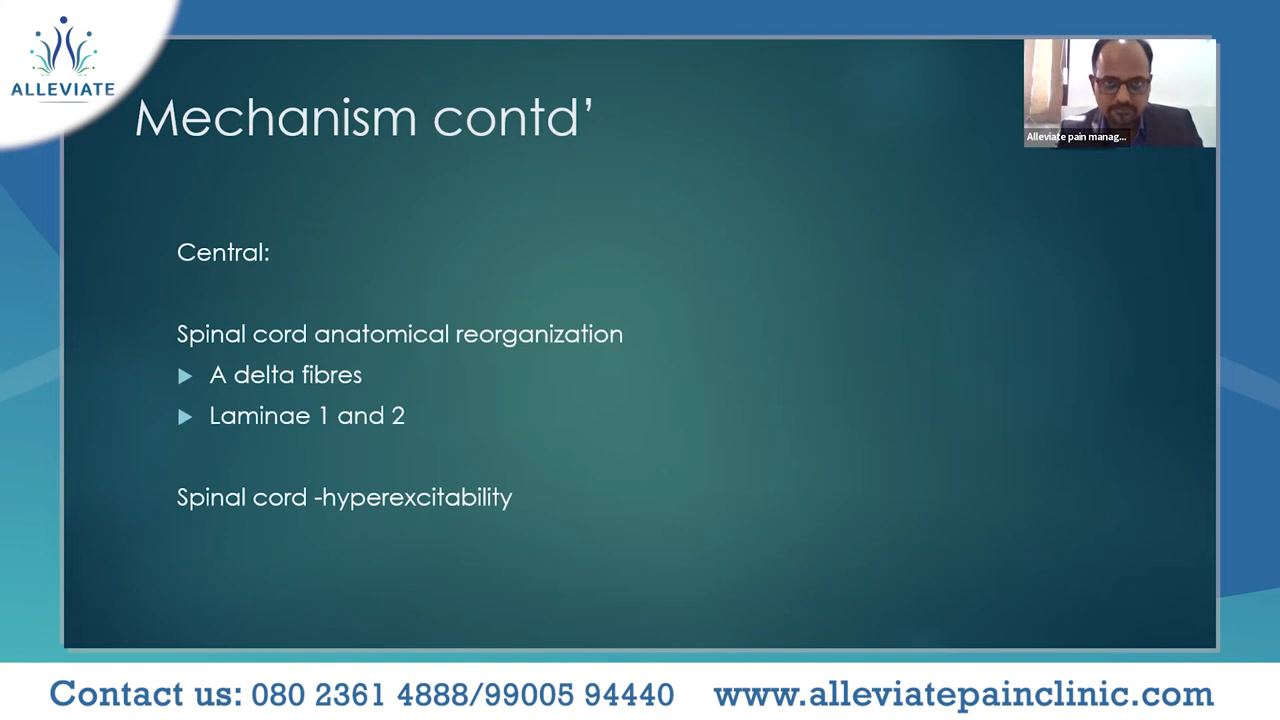 ALLEVIATE
Mechanism contd’
Alleviate pain manag...
Central:
Spinal cord anatomical reorganization
A delta fibres
Laminae 1 and 2
Spinal cord -hyperexcitability
Contact us: 080 2361 4888/99005 94440 www.alleviatepainclinic.com